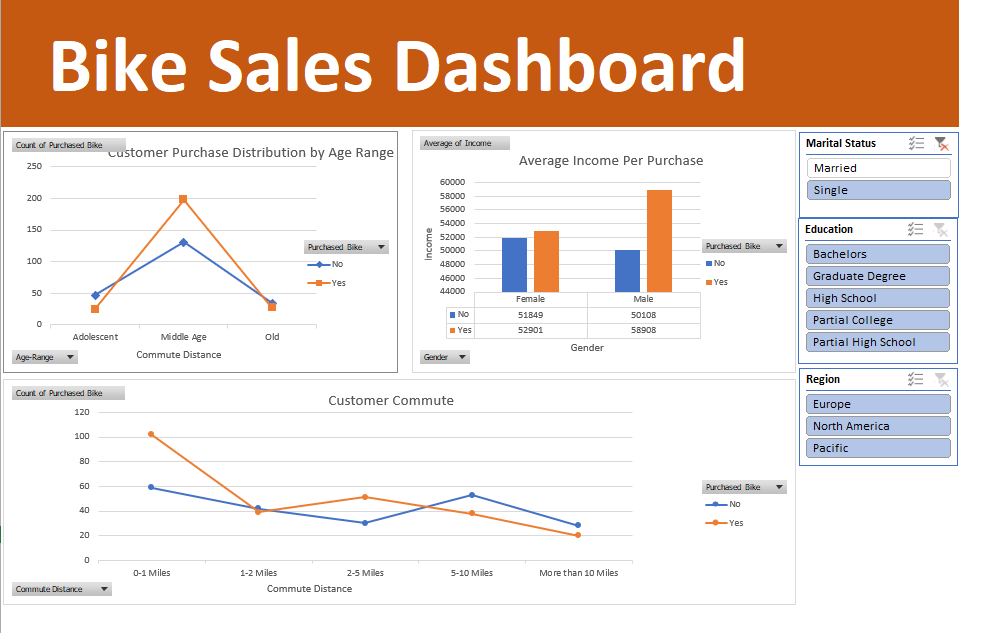 Bike Sales Dashboard
Count of Purchased Bike
Customer Purchase Distribution by Age Range
250
200
150
100
50
0
Adolescent Middle Age Old
Commute Distance
Purchased Bike
No
Yes
Age-Range
Average of Income
Average Income Per Purchase
Income
60000
58000
56000
54000
52000
50000
48000
46000
44000
Female Male
No 51849 50108
Yes 52901 58908
Gender
Purchased Bike
No
Yes
Gender
Marital Status
Married
Single
Education
Bachelors
Graduate Degree
High School
Partial College
Partial High School
Region
Europe
North America
Pacific
Count of Purchased Bike
Customer Commute
120
100
80
60
40
20
0
0-1 Miles 1-2 Miles 2-5 Miles 5-10 Miles More than 10 Miles
Commute Distance
Purchased Bike
No
Yes
Commute Distance